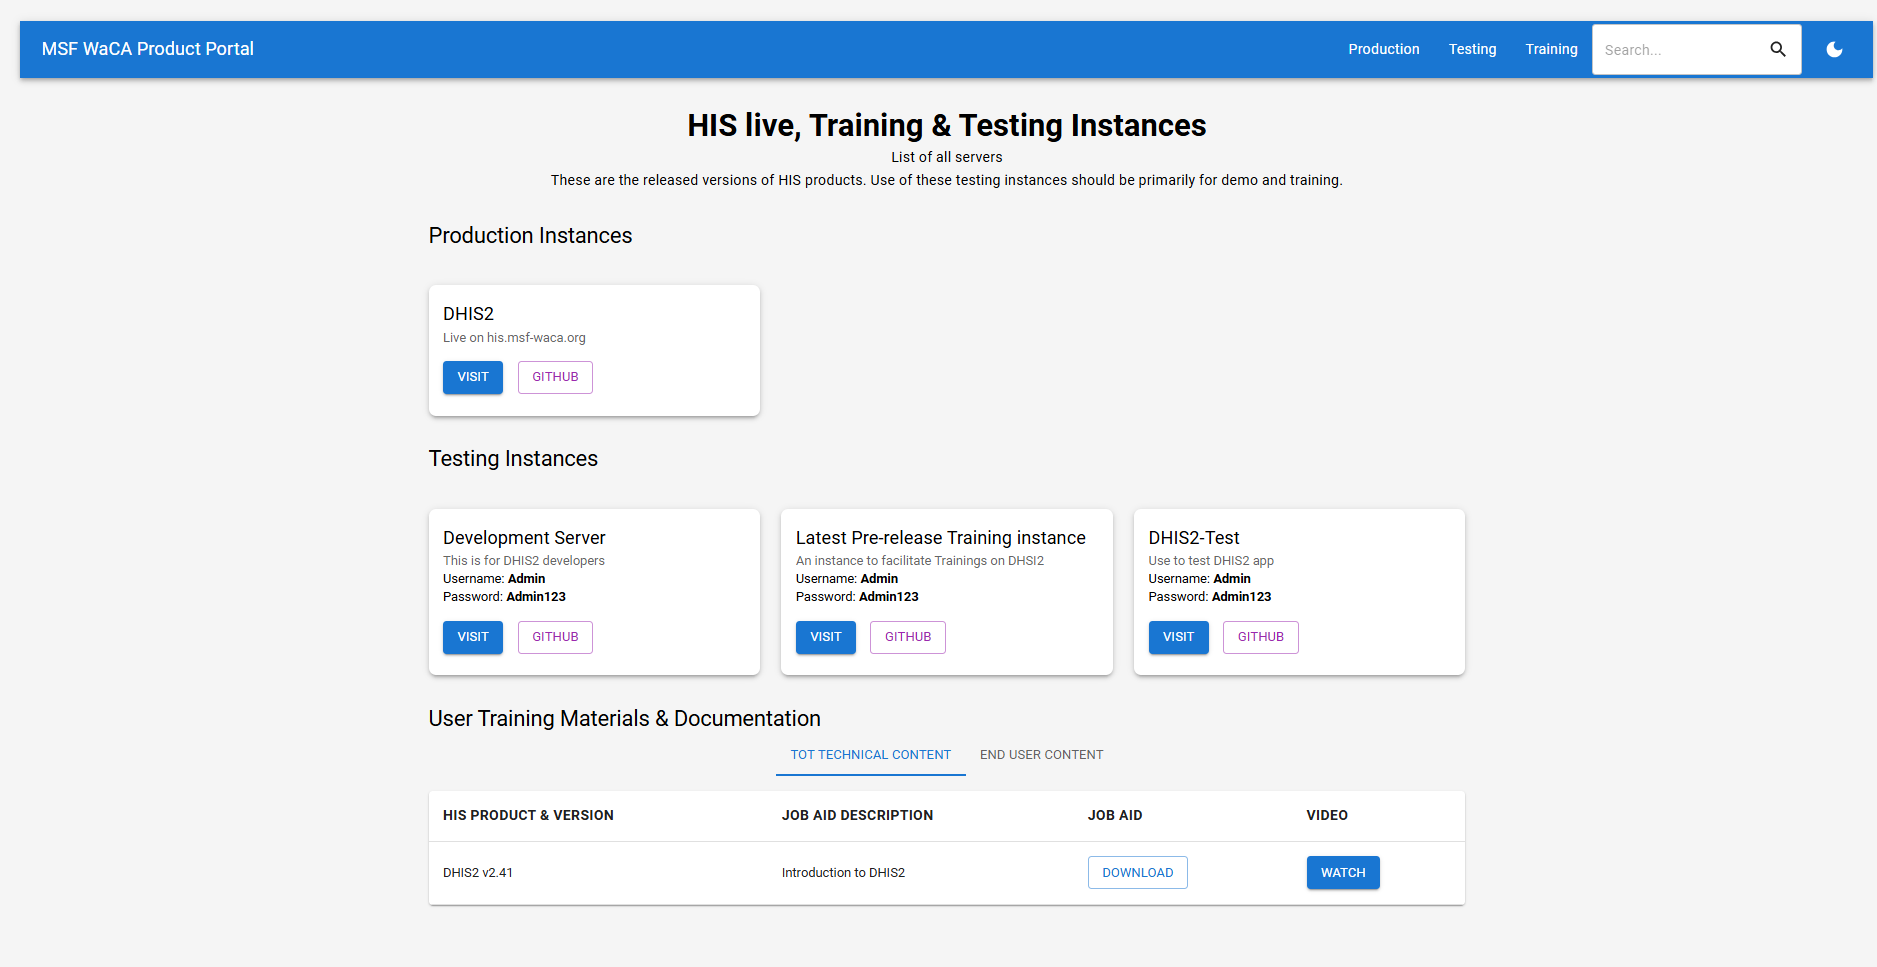 MSF WaCA Product Portal
Production Testing Training Search...
HIS live, Training & Testing Instances
List of all servers
These are the released versions of HIS products. Use of these testing instances should be primarily for demo and training.
Production Instances
DHIS2
Live on his.msf-waca.org
VISIT GITHUB
Testing Instances
Development Server
This is for DHIS2 developers
Username: Admin
Password: Admin123
VISIT GITHUB
Latest Pre-release Training instance
An instance to facilitate Trainings on DHSI2
Username: Admin
Password: Admin123
VISIT GITHUB
DHIS2-Test
Use to test DHIS2 app
Username: Admin
Password: Admin123
VISIT GITHUB
User Training Materials & Documentation
TOT TECHNICAL CONTENT END USER CONTENT
HIS PRODUCT & VERSION JOB AID DESCRIPTION JOB AID VIDEO
DHIS2 v2.41 Introduction to DHIS2 DOWNLOAD WATCH